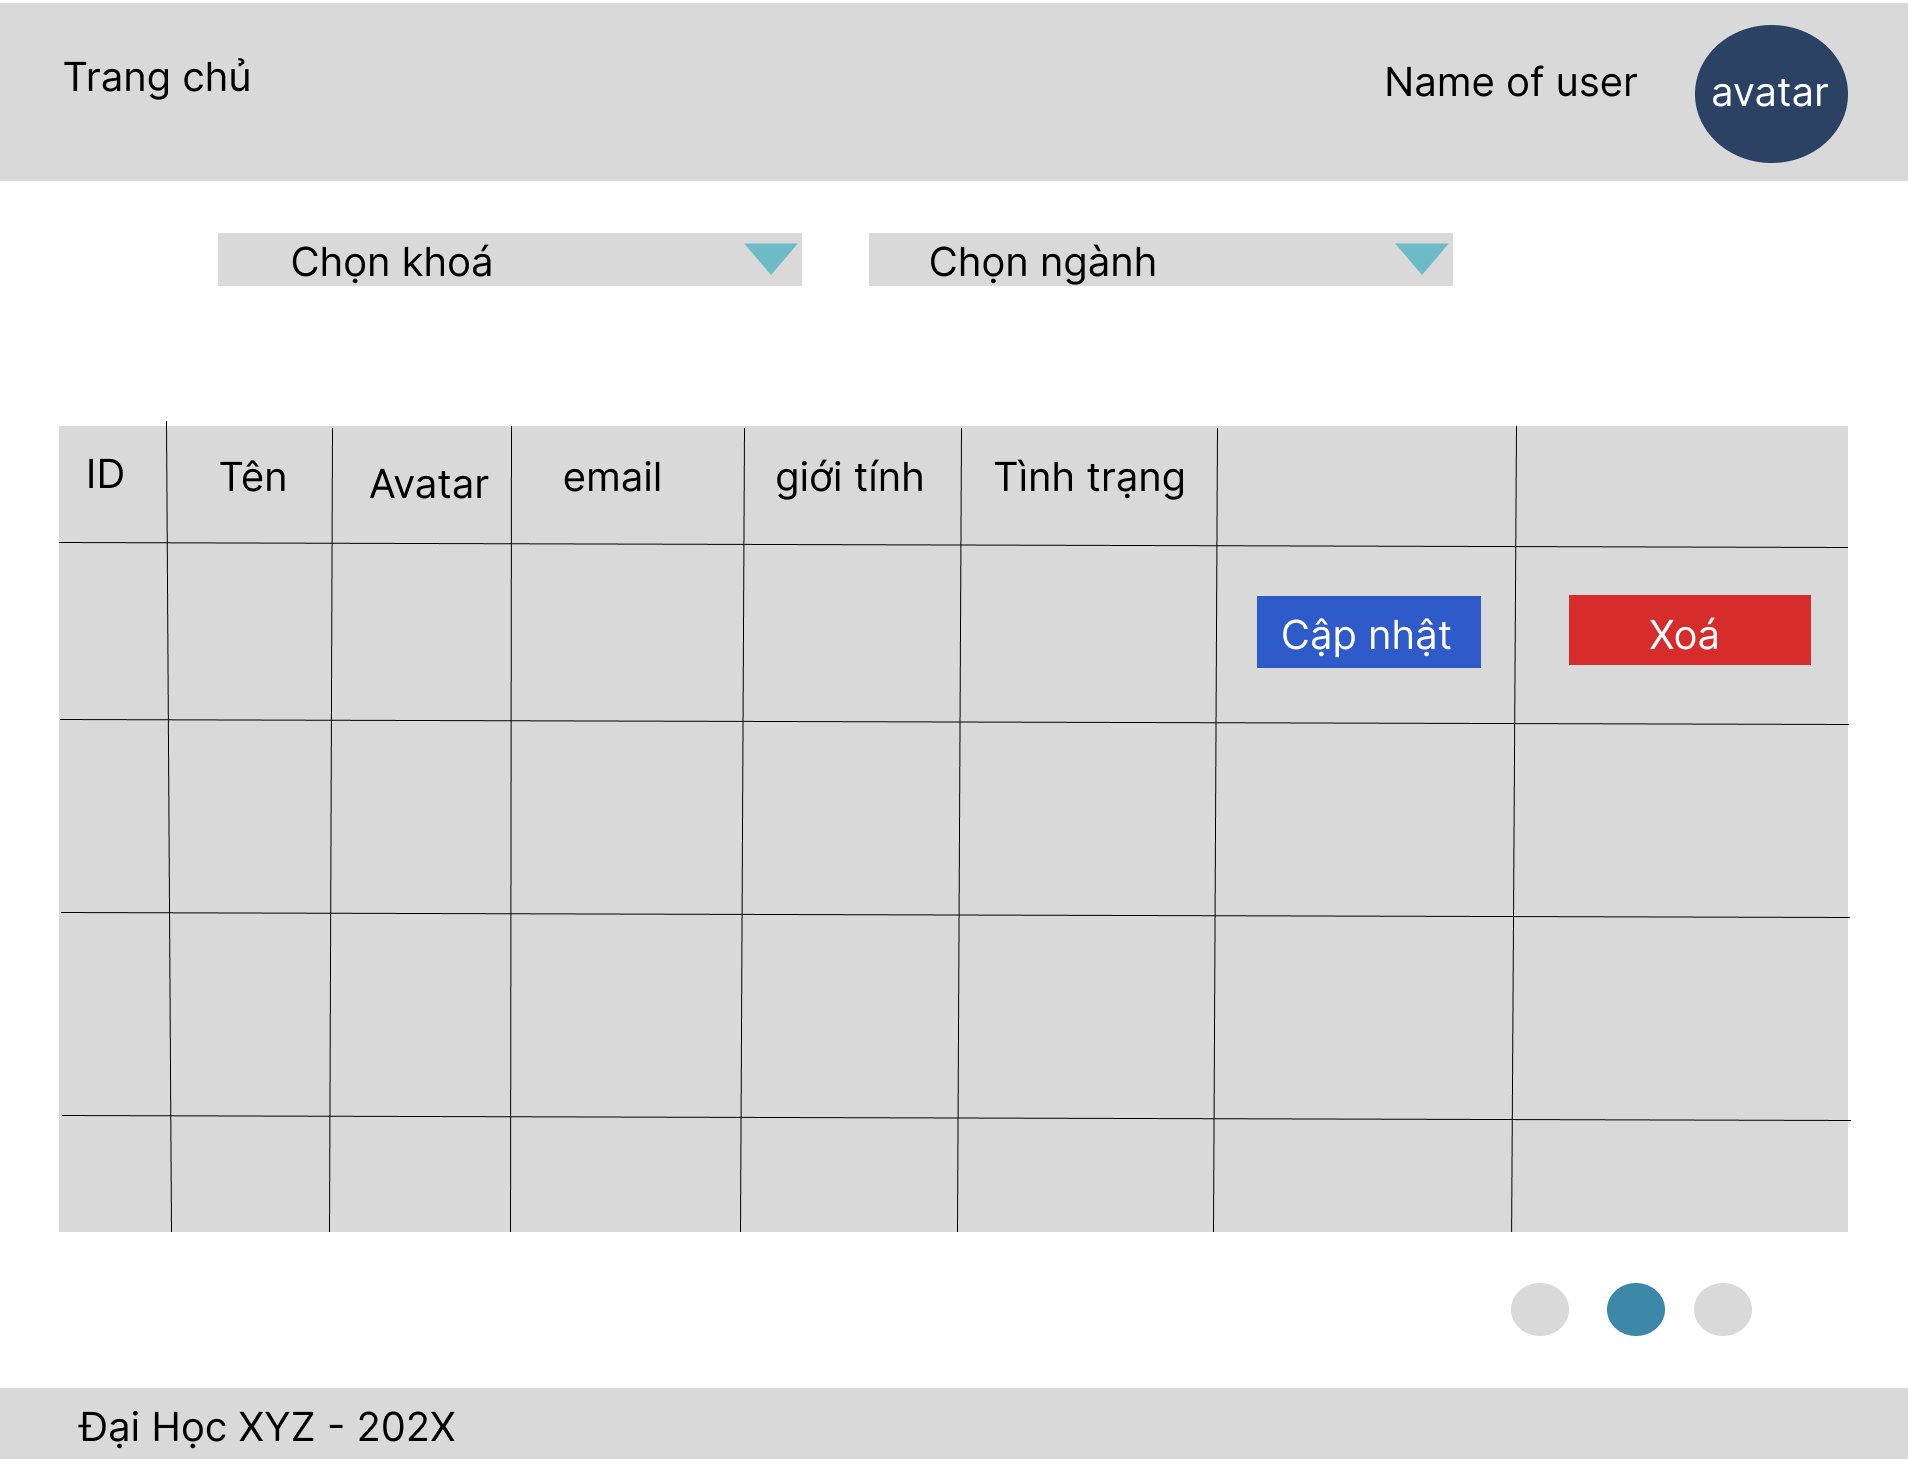 Trang chủ
Name of user
avatar
Chọn khoá
Chọn ngành
ID
Tên
Avatar
email
giới tính
Tình trạng
Cập nhật
Xoá
Đại Học XYZ - 202X